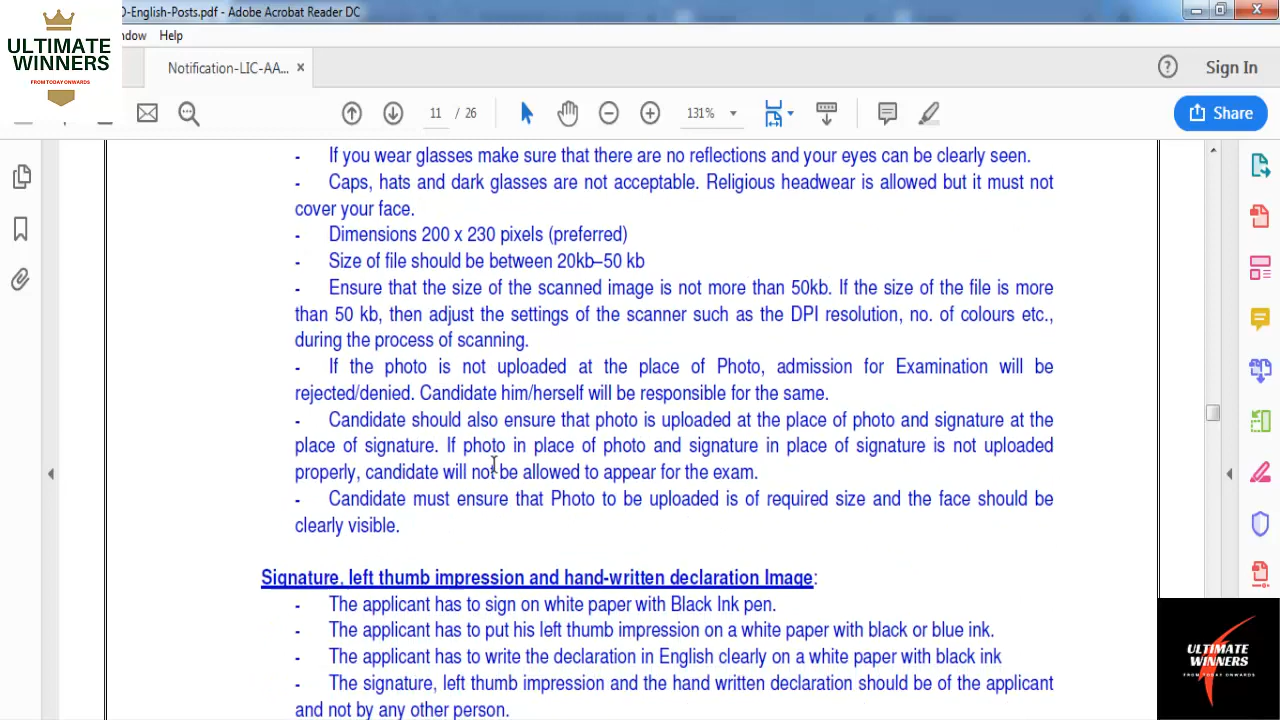 D-English-Posts.pdf - Adobe Acrobat Reader DC
ULTIMATE
WINNERS
FROM TODAY ONWARDS
ndow Help
Notification-LIC-AA... ×
Sign In
11 / 26
131%
Share
- If you wear glasses make sure that there are no reflections and your eyes can be clearly seen.
- Caps, hats and dark glasses are not acceptable. Religious headwear is allowed but it must not
cover your face.
- Dimensions 200 x 230 pixels (preferred)
- Size of file should be between 20kb–50 kb
- Ensure that the size of the scanned image is not more than 50kb. If the size of the file is more
than 50 kb, then adjust the settings of the scanner such as the DPI resolution, no. of colours etc.,
during the process of scanning.
- If the photo is not uploaded at the place of Photo, admission for Examination will be
rejected/denied. Candidate him/herself will be responsible for the same.
- Candidate should also ensure that photo is uploaded at the place of photo and signature at the
place of signature. If photo in place of photo and signature in place of signature is not uploaded
properly, candidate will not be allowed to appear for the exam.
- Candidate must ensure that Photo to be uploaded is of required size and the face should be
clearly visible.
Signature, left thumb impression and hand-written declaration Image:
- The applicant has to sign on white paper with Black Ink pen.
- The applicant has to put his left thumb impression on a white paper with black or blue ink.
- The applicant has to write the declaration in English clearly on a white paper with black ink
- The signature, left thumb impression and the hand written declaration should be of the applicant
and not by any other person.
ULTIMATE
WINNERS
FROM TODAY ONWARDS